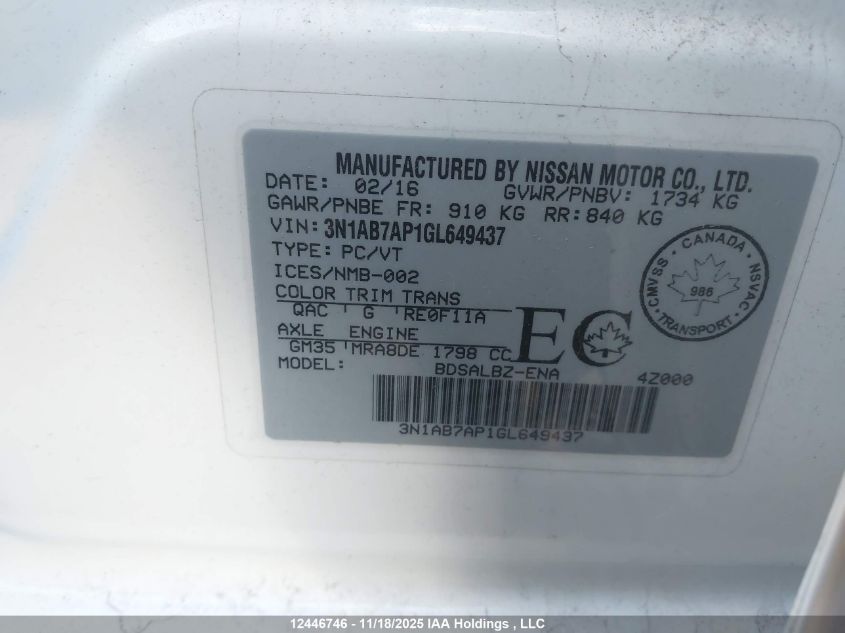 MANUFACTURED BY NISSAN MOTOR CO., LTD.
DATE: 02/16 GVWR/PNBV: 1734 KG
GAWR/PNBE FR: 910 KG RR: 840 KG
VIN: 3N1AB7AP1GL649437
TYPE: PC/VT
ICES/NMB-002
COLOR TRIM TRANS
QAC G RE0F11A
AXLE ENGINE
GM35 MRA8DE 1798 CC
MODEL: BDSALBZ-ENA 4Z000
EC
CANADA
CMVSS NSVAC
986
TRANSPORT
3N1AB7AP1GL649437
12446746 - 11/18/2025 IAA Holdings , LLC